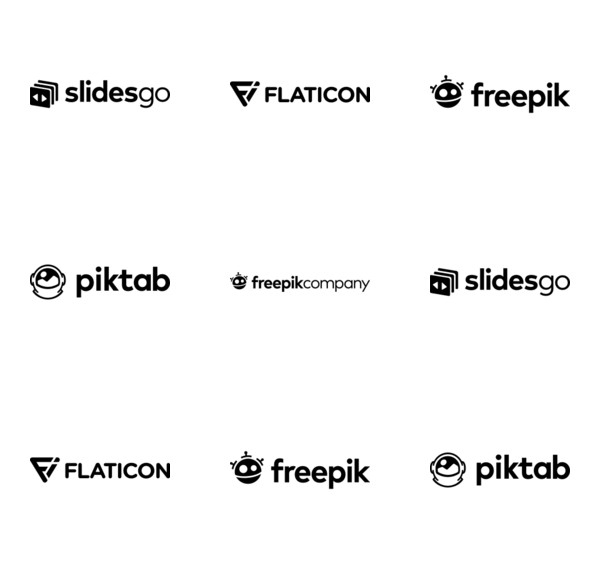 slidesgo
FLATICON
freepik
piktab
freepikcompany
slidesgo
FLATICON
freepik
piktab